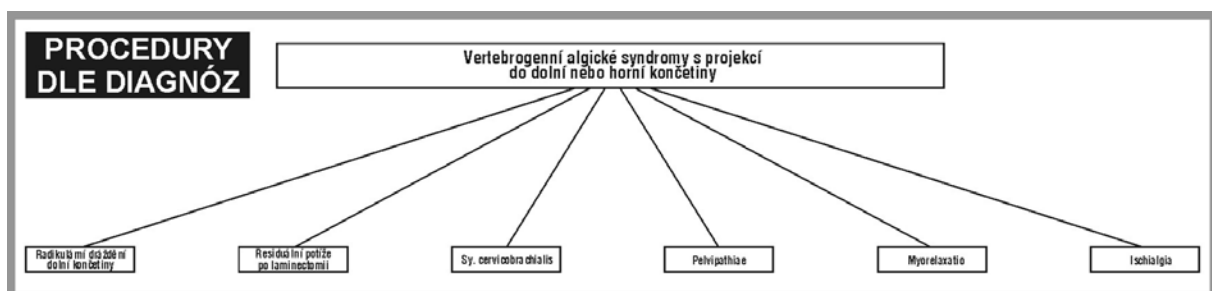 PROCEDURY
DLE DIAGNÓZ
Vertebrogenní algické syndromy s projekcí
do dolní nebo horní končetiny
Radikulární dráždění
dolní končetiny
Residuální potíže
po laminectomii
Sy. cervicobrachialis
Pelvipathiae
Myorelaxatio
Ischialgia